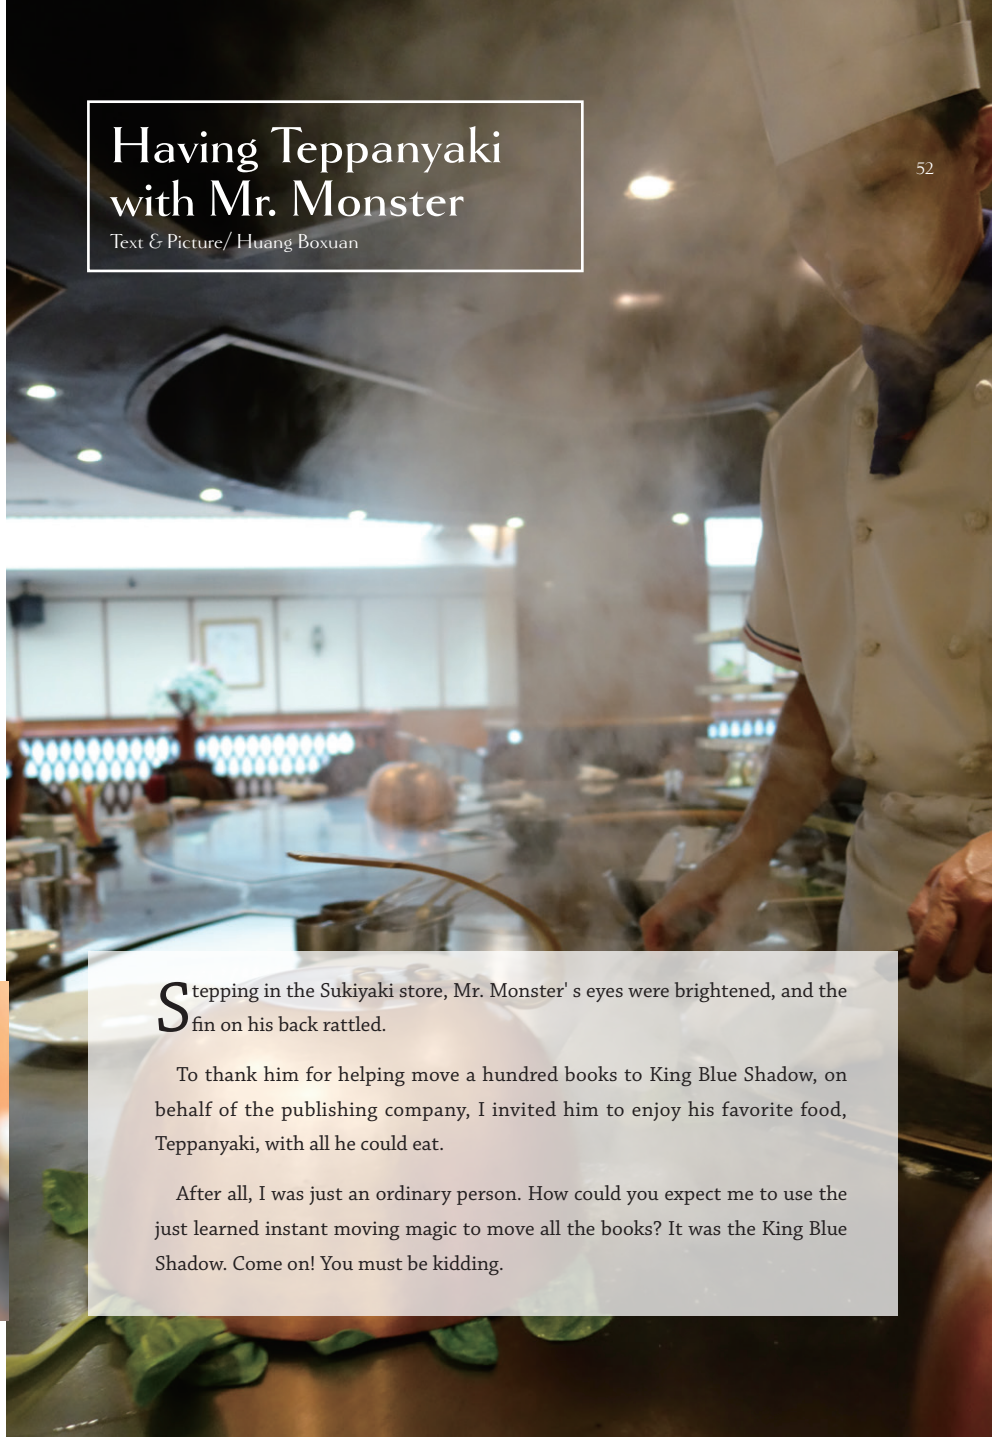 Having Teppanyaki
with Mr. Monster
Text & Picture/ Huang Boxuan
52
Stepping in the Sukiyaki store, Mr. Monster' s eyes were brightened, and the
fin on his back rattled.
To thank him for helping move a hundred books to King Blue Shadow, on
behalf of the publishing company, I invited him to enjoy his favorite food,
Teppanyaki, with all he could eat.
After all, I was just an ordinary person. How could you expect me to use the
just learned instant moving magic to move all the books? It was the King Blue
Shadow. Come on! You must be kidding.